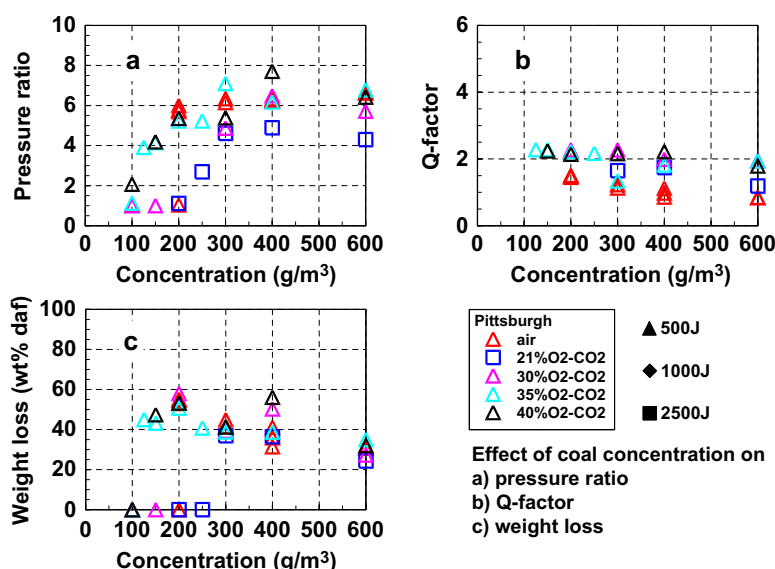 a
Pressure ratio
10
8
6
4
2
0
0 100 200 300 400 500 600
Concentration (g/m³)
b
Q-factor
6
4
2
0
0 100 200 300 400 500 600
Concentration (g/m³)
c
Weight loss (wt% daf)
100
80
60
40
20
0
0 100 200 300 400 500 600
Concentration (g/m³)
Pittsburgh
air
21%O2-CO2
30%O2-CO2
35%O2-CO2
40%O2-CO2
500J
1000J
2500J
Effect of coal concentration on
a) pressure ratio
b) Q-factor
c) weight loss